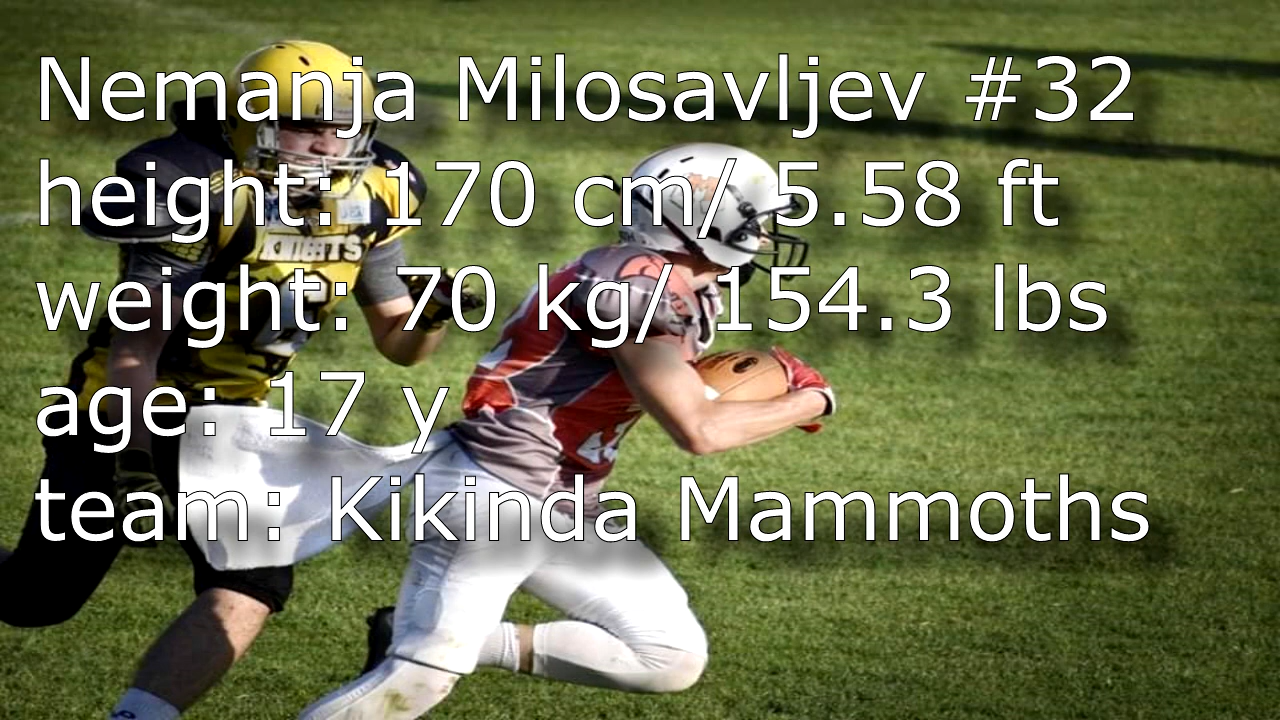 Nemanja Milosavljev #32
height: 170 cm/ 5.58 ft
weight: 70 kg/ 154.3 lbs
age: 17 y
team: Kikinda Mammoths
KNIGHTS